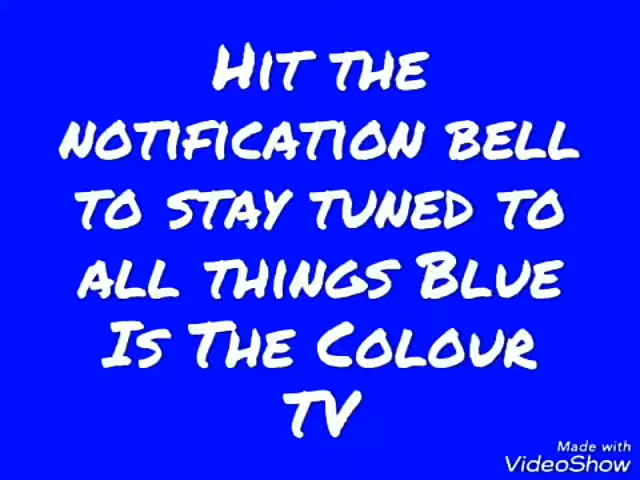 Hit the
notification bell
to stay tuned to
all things Blue
Is The Colour
TV
Made with
VideoShow